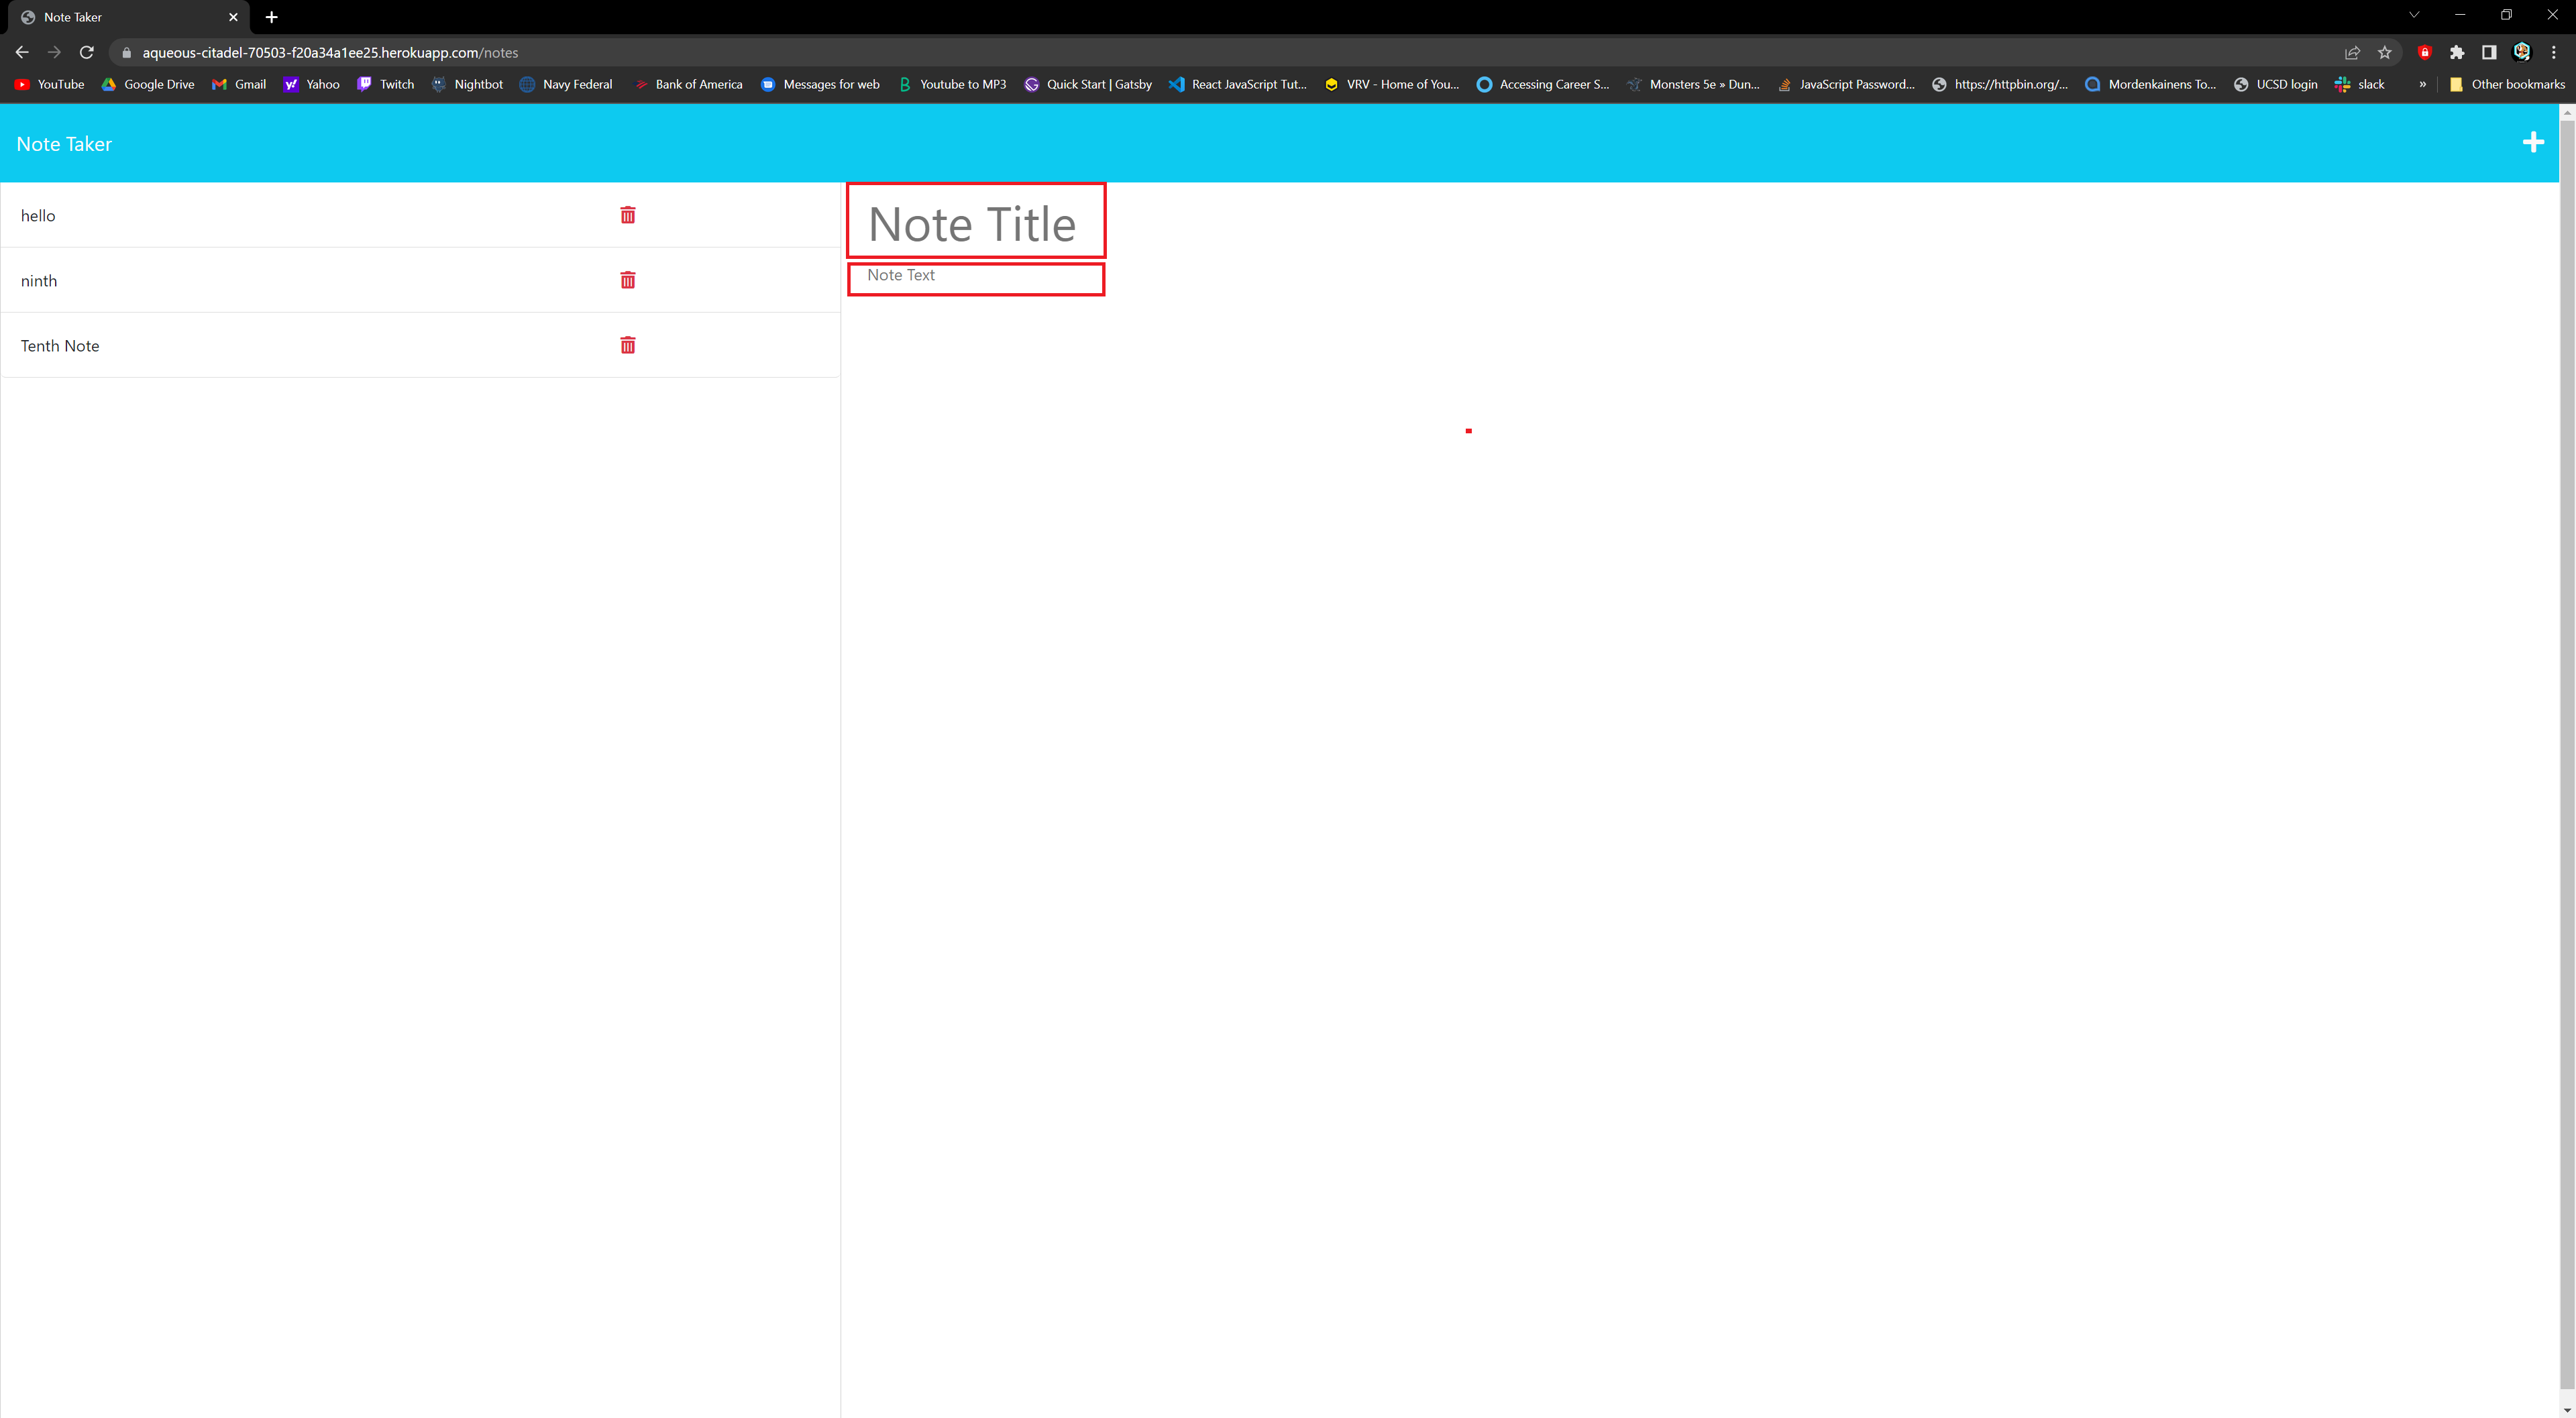 Note Taker
aqueous-citadel-70503-f20a34a1ee25.herokuapp.com/notes
YouTube Google Drive Gmail Yahoo Twitch Nightbot Navy Federal Bank of America Messages for web Youtube to MP3 Quick Start | Gatsby React JavaScript Tut... VRV - Home of You... Accessing Career S... Monsters 5e » Dun... JavaScript Password... https://httpbin.org/... Mordenkainens To... UCSD login slack » Other bookmarks
Note Taker
hello
ninth
Tenth Note
Note Title
Note Text